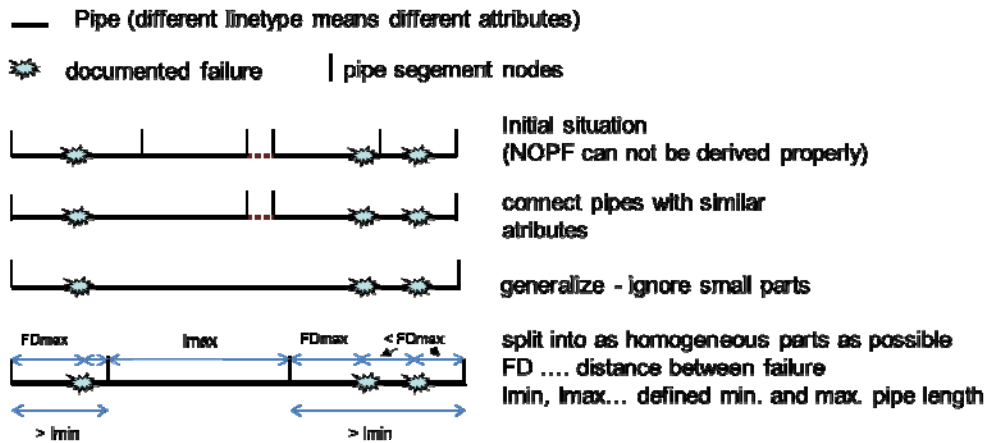 Pipe (different linetype means different attributes)
documented failure
pipe segement nodes
Initial situation
(NOPF can not be derived properly)
connect pipes with similar
atributes
generalize - ignore small parts
FDmax
lmax
FDmax
< FDmax
split into as homogeneous parts as possible
FD .... distance between failure
lmin, lmax... defined min. and max. pipe length
> lmin
> lmin